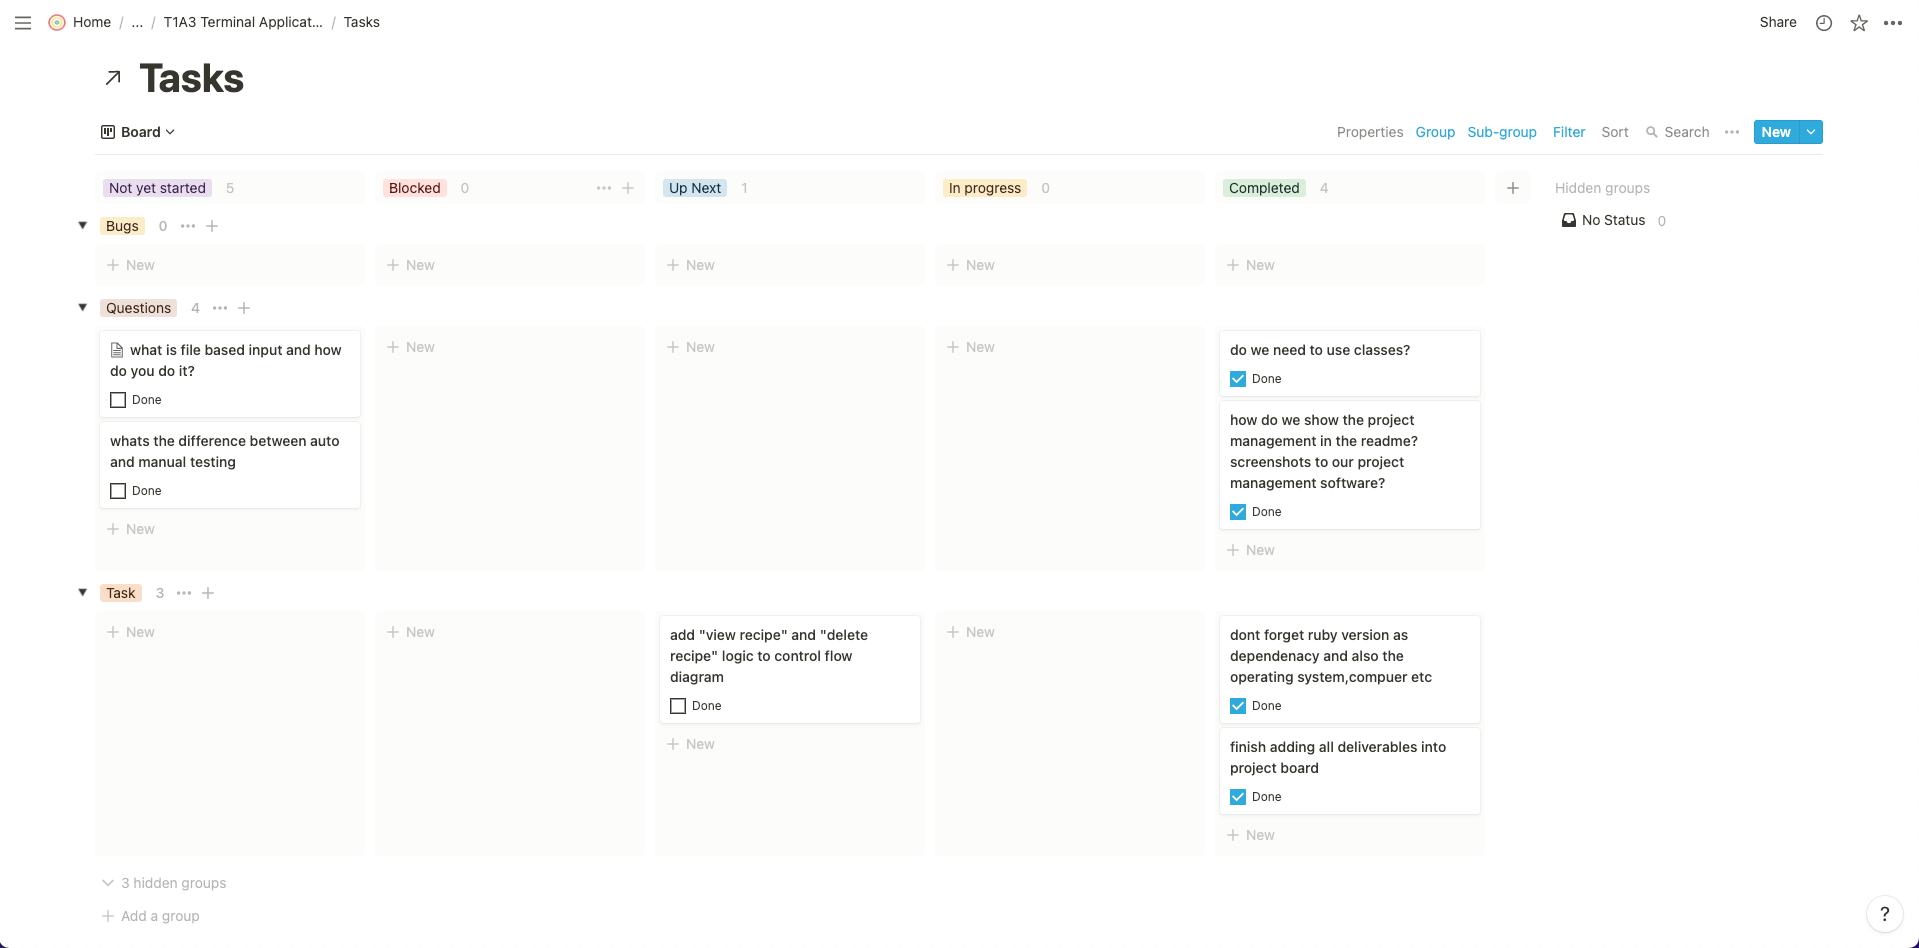 Home / ... / T1A3 Terminal Applicat... / Tasks
Share
Tasks
Board
Properties Group Sub-group Filter Sort Search New
Not yet started 5
Blocked 0
Up Next 1
In progress 0
Completed 4
Hidden groups
No Status 0
Bugs 0
New
New
New
New
New
Questions 4
what is file based input and how
do you do it?
Done
whats the difference between auto
and manual testing
Done
New
New
New
New
do we need to use classes?
Done
how do we show the project
management in the readme?
screenshots to our project
management software?
Done
New
Task 3
New
New
add "view recipe" and "delete
recipe" logic to control flow
diagram
Done
New
New
dont forget ruby version as
dependenacy and also the
operating system,compuer etc
Done
finish adding all deliverables into
project board
Done
New
3 hidden groups
Add a group
?